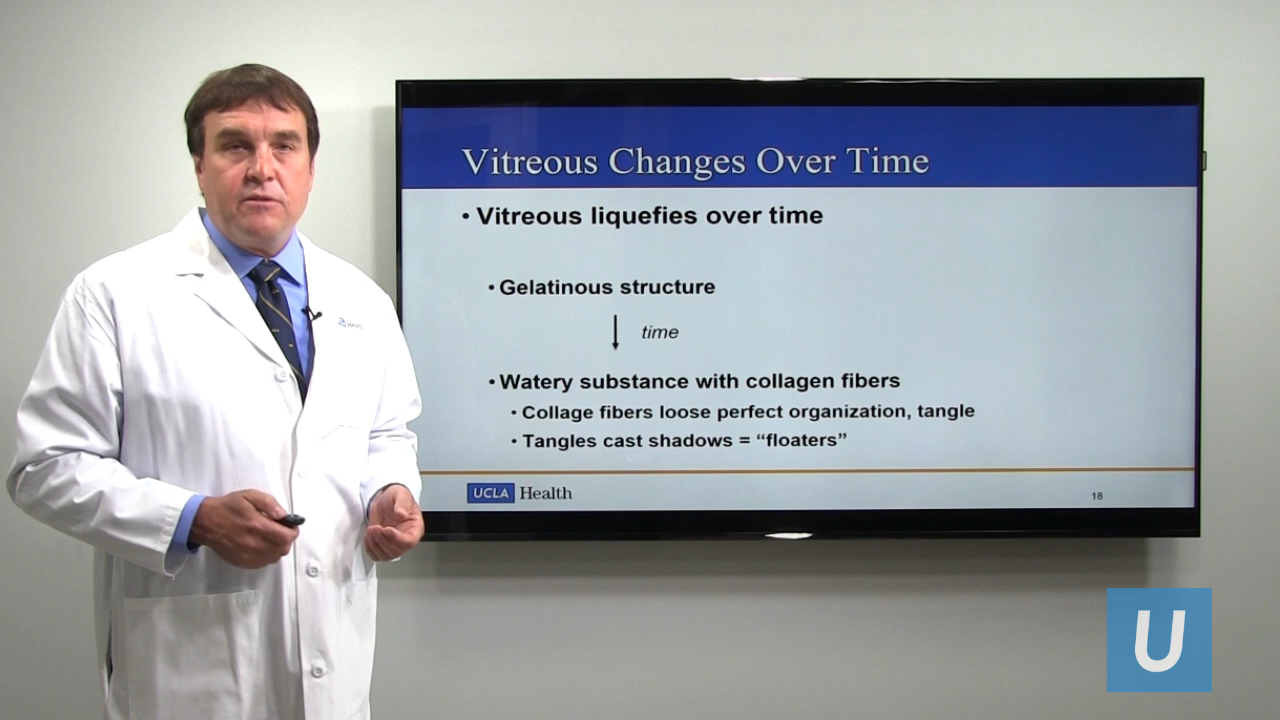 Vitreous Changes Over Time
• Vitreous liquefies over time
• Gelatinous structure
time
• Watery substance with collagen fibers
• Collage fibers loose perfect organization, tangle
• Tangles cast shadows = “floaters”
UCLA Health
18
U